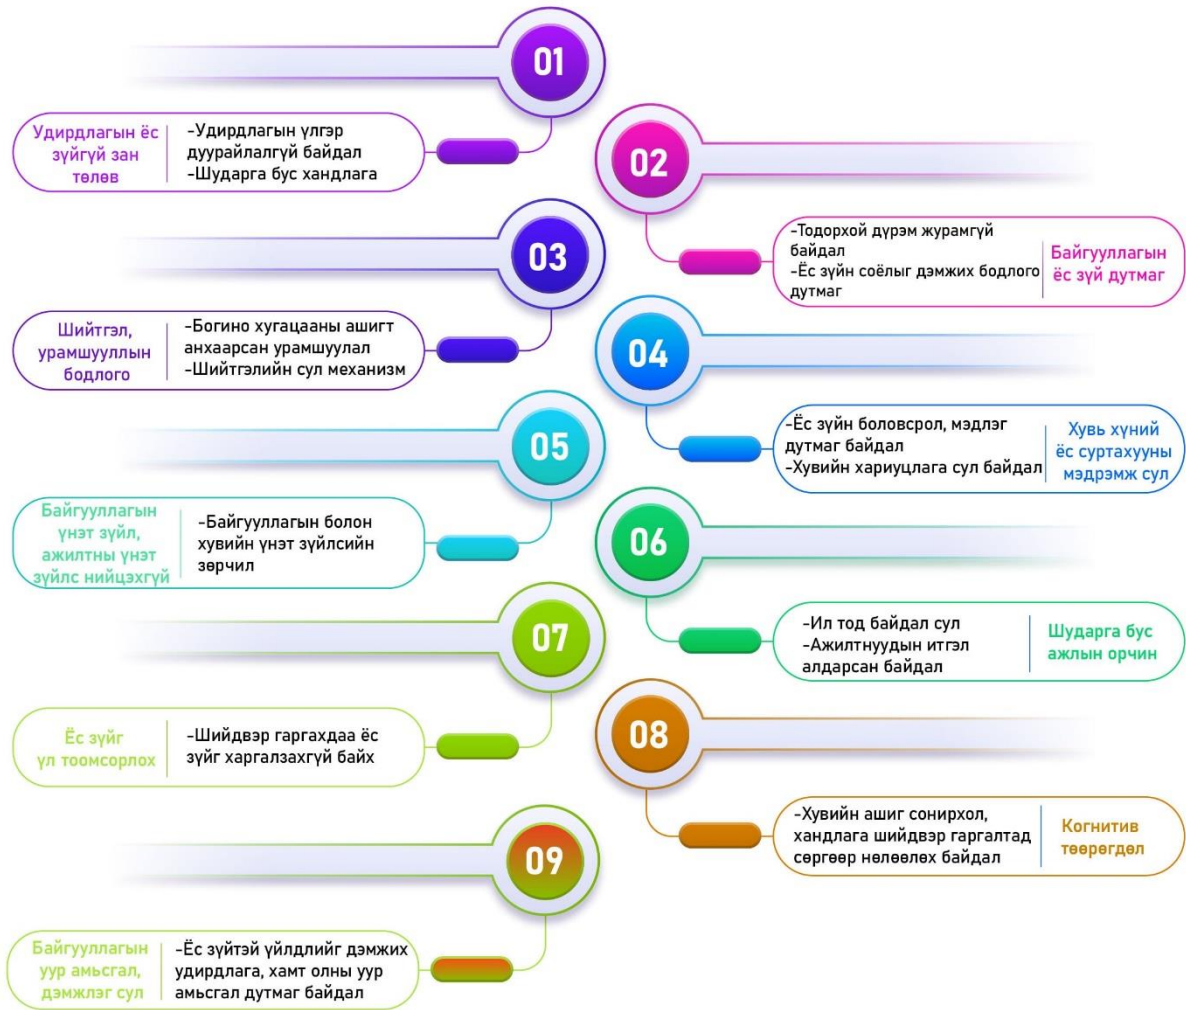 01
Удирдлагын ёс
зүйгүй зан
төлөв
-Удирдлагын үлгэр
дуурайлалгүй байдал
-Шударга бус хандлага
02
-Тодорхой дүрэм журамгүй
байдал
-Ёс зүйн соёлыг дэмжих бодлого
дутмаг
Байгууллагын
ёс зүй дутмаг
03
Шийтгэл,
урамшууллын
бодлого
-Богино хугацааны ашигт
анхаарсан урамшуулал
-Шийтгэлийн сул механизм
04
-Ёс зүйн боловсрол, мэдлэг
дутмаг байдал
-Хувийн хариуцлага сул байдал
Хувь хүний
ёс суртахууны
мэдрэмж сул
05
Байгууллагын
үнэт зүйл,
ажилтны үнэт
зүйлс нийцэхгүй
-Байгууллагын болон
хувийн үнэт зүйлсийн
зөрчил
06
-Ил тод байдал сул
-Ажилтнуудын итгэл
алдарсан байдал
Шударга бус
ажлын орчин
07
Ёс зүйг
үл тоомсорлох
-Шийдвэр гаргахдаа ёс
зүйг харгалзахгүй байх
08
-Хувийн ашиг сонирхол,
хандлага шийдвэр гаргалтад
сөргөөр нөлөөлөх байдал
Когнитив
төөрөгдөл
09
Байгууллагын
уур амьсгал,
дэмжлэг сул
-Ёс зүйтэй үйлдлийг дэмжих
удирдлага, хамт олны уур
амьсгал дутмаг байдал